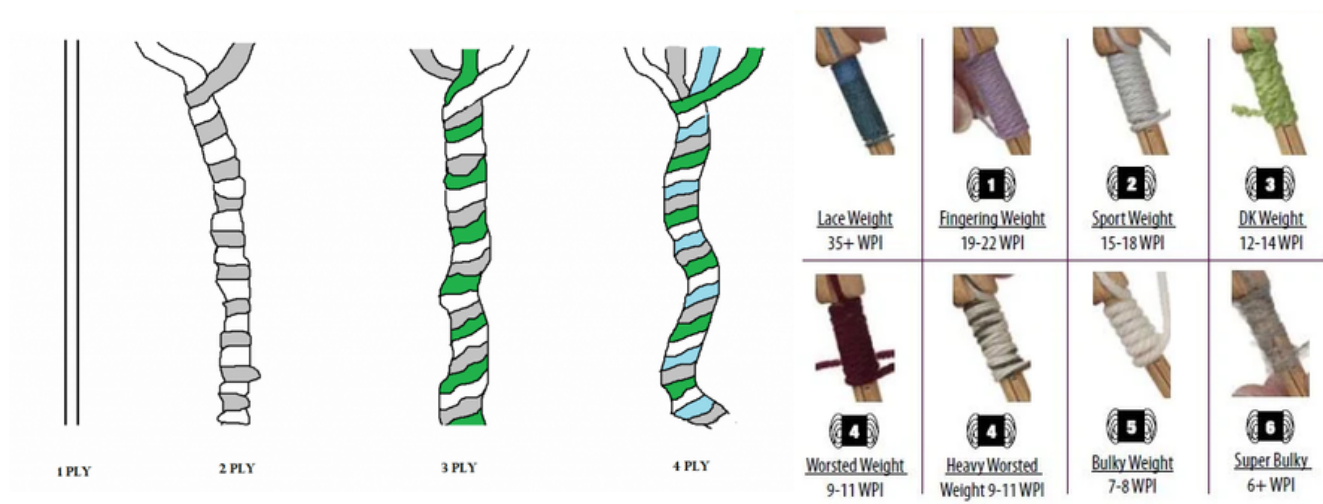 1 PLY
2 PLY
3 PLY
4 PLY
1
2
3
Lace Weight
35+ WPI
Fingering Weight
19-22 WPI
Sport Weight
15-18 WPI
DK Weight
12-14 WPI
4
4
5
6
Worsted Weight
9-11 WPI
Heavy Worsted
Weight 9-11 WPI
Bulky Weight
7-8 WPI
Super Bulky
6+ WPI